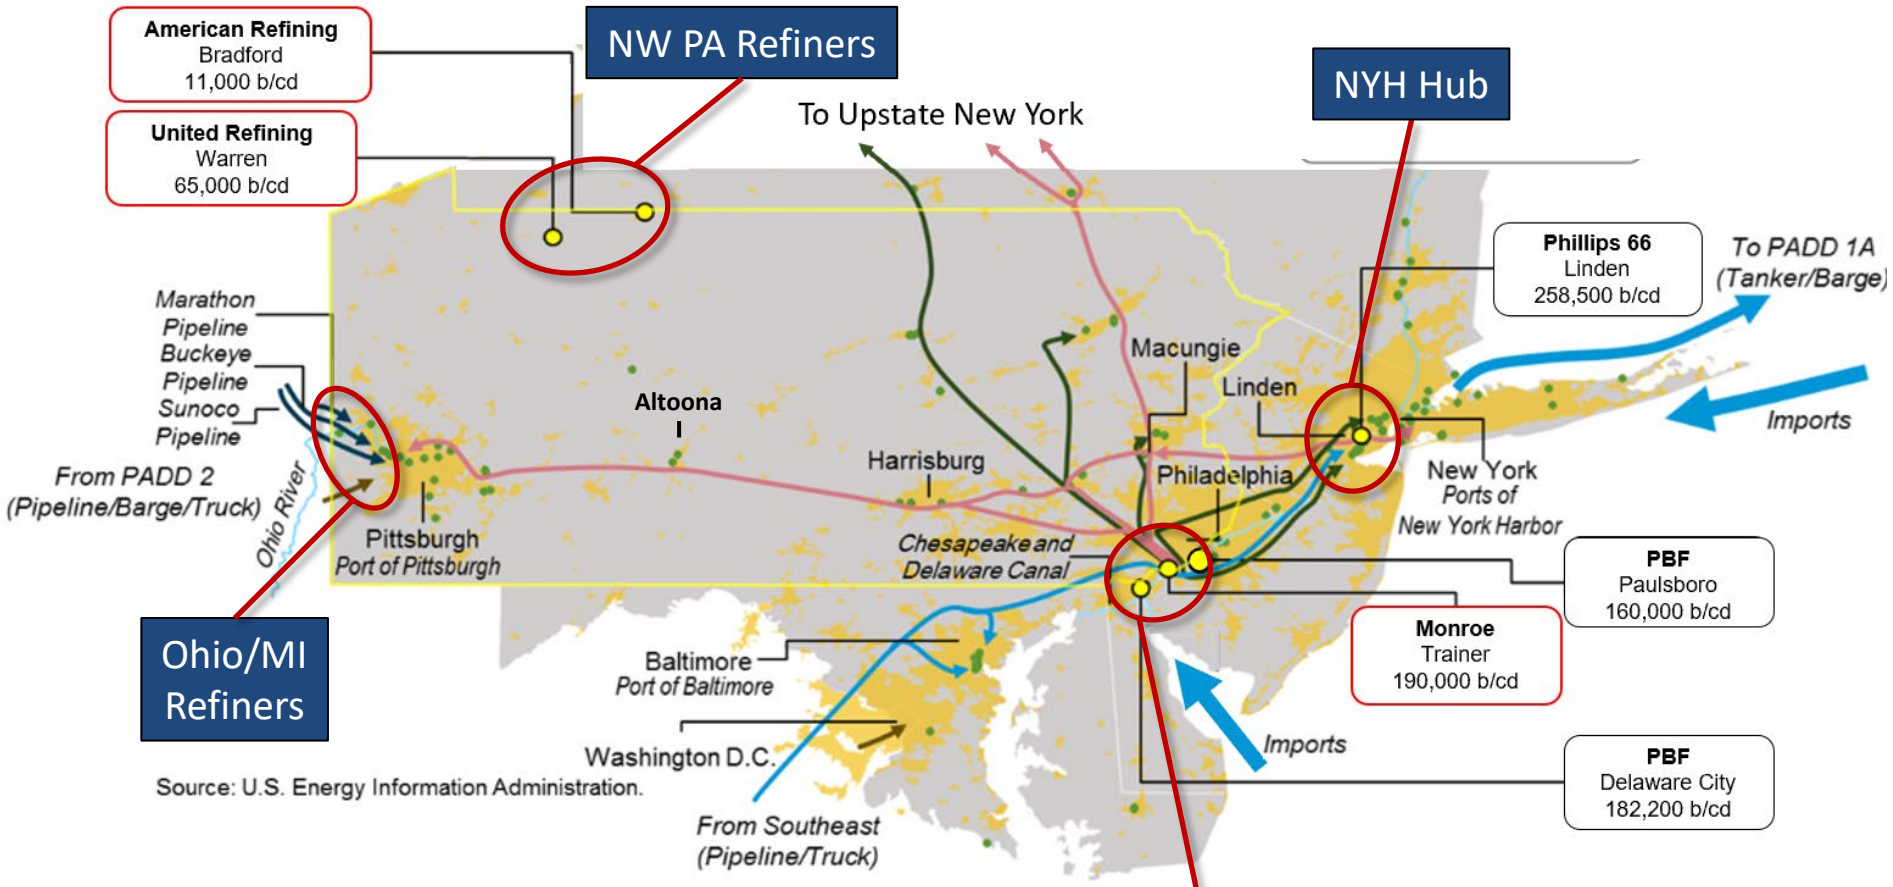 American Refining
Bradford
11,000 b/cd
United Refining
Warren
65,000 b/cd
NW PA Refiners
NYH Hub
To Upstate New York
Phillips 66
Linden
258,500 b/cd
To PADD 1A
(Tanker/Barge)
Marathon
Pipeline
Buckeye
Pipeline
Sunoco
Pipeline
From PADD 2
(Pipeline/Barge/Truck)
Ohio River
Altoona
Macungie
Linden
Imports
Harrisburg
Philadelphia
New York
Ports of
New York Harbor
Pittsburgh
Port of Pittsburgh
Chesapeake and
Delaware Canal
PBF
Paulsboro
160,000 b/cd
Monroe
Trainer
190,000 b/cd
Ohio/MI
Refiners
Baltimore
Port of Baltimore
Washington D.C.
Imports
PBF
Delaware City
182,200 b/cd
Source: U.S. Energy Information Administration.
From Southeast
(Pipeline/Truck)